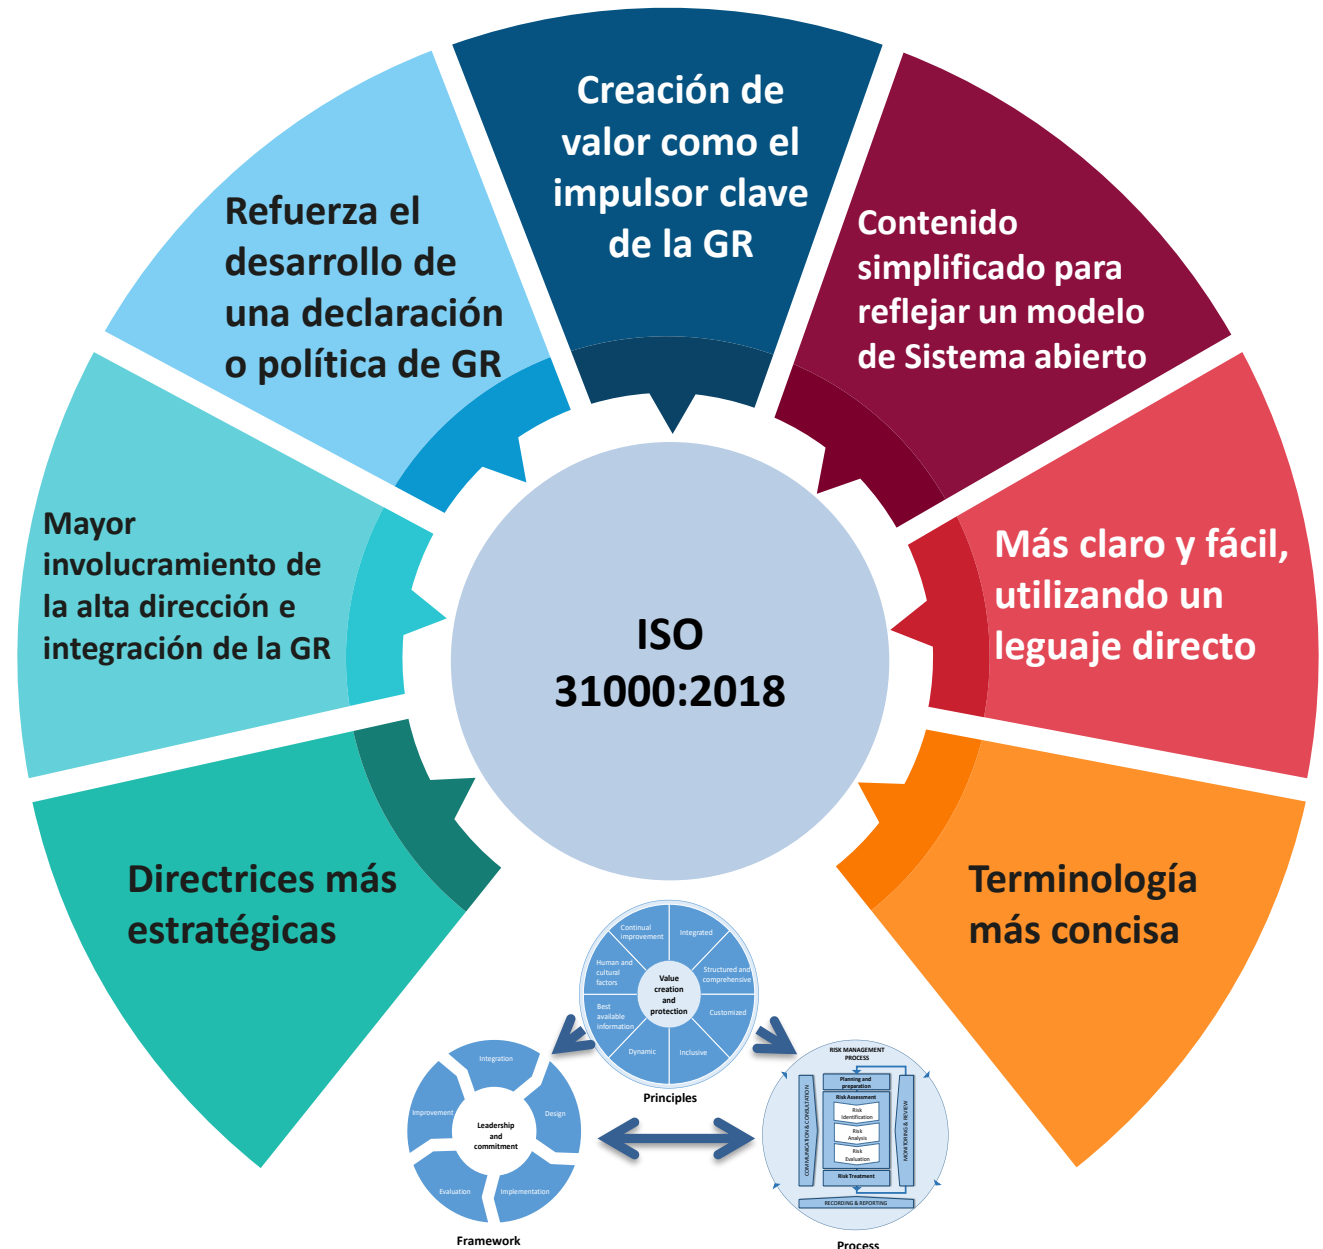 Creación de
valor como el
impulsor clave
de la GR
Refuerza el
desarrollo de
una declaración
o política de GR
Contenido
simplificado para
reflejar un modelo
de Sistema abierto
Mayor
involucramiento de
la alta dirección e
integración de la GR
Más claro y fácil,
utilizando un
leguaje directo
ISO
31000:2018
Directrices más
estratégicas
Terminología
más concisa
Continual
improvement
Integrated
Human and
cultural
factors
Structured and
comprehensive
Value
creation
and
protection
Best
available
information
Customized
Dynamic
Inclusive
Principles
Integration
Improvement
Design
Leadership
and
commitment
Evaluation
Implementation
Framework
RISK MANAGEMENT
PROCESS
Planning and
preparation
COMMUNICATION & CONSULTATION
Risk Assessment
Risk
Identification
Risk
Analysis
Risk
Evaluation
MONITORING & REVIEW
Risk Treatment
RECORDING & REPORTING
Process